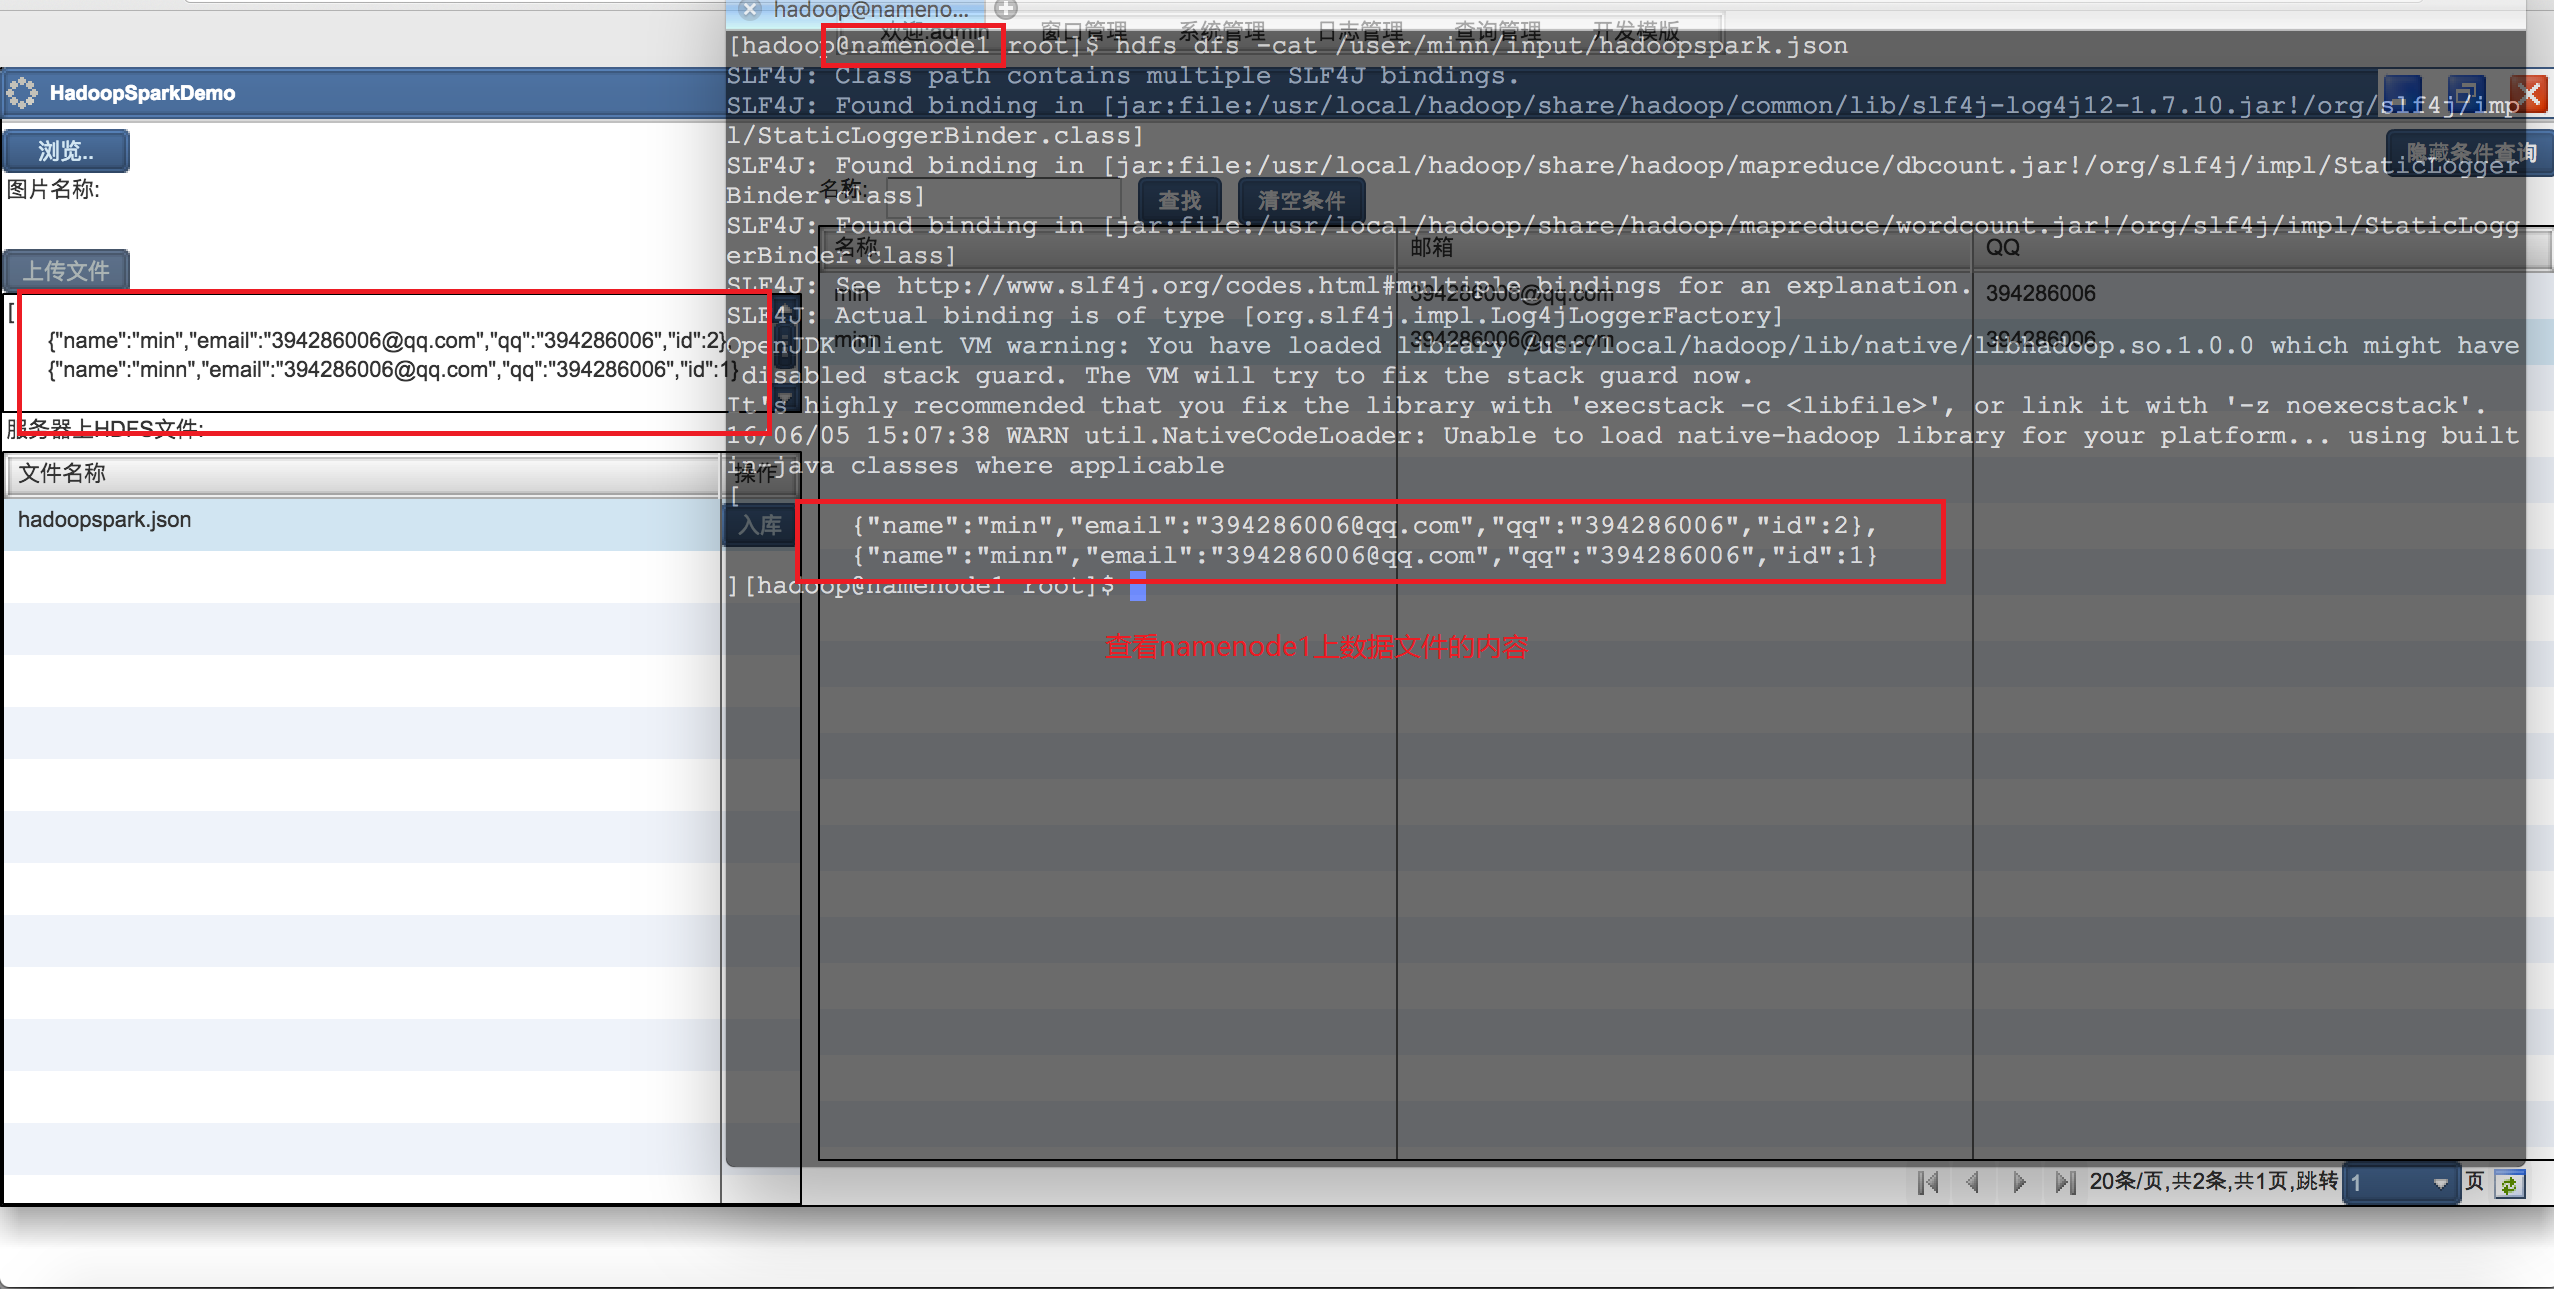 hadoop@nameno...
欢迎:admin 窗口管理 系统管理 日志管理 查询管理 开发模版
[hadoop@namenode1 root]$ hdfs dfs -cat /user/minn/input/hadoopspark.json
SLF4J: Class path contains multiple SLF4J bindings.
SLF4J: Found binding in [jar:file:/usr/local/hadoop/share/hadoop/common/lib/slf4j-log4j12-1.7.10.jar!/org/slf4j/imp
l/StaticLoggerBinder.class]
SLF4J: Found binding in [jar:file:/usr/local/hadoop/share/hadoop/mapreduce/dbcount.jar!/org/slf4j/impl/StaticLogger
Binder.class]
SLF4J: Found binding in [jar:file:/usr/local/hadoop/share/hadoop/mapreduce/wordcount.jar!/org/slf4j/impl/StaticLogg
erBinder.class]
SLF4J: See http://www.slf4j.org/codes.html#multiple_bindings for an explanation.
SLF4J: Actual binding is of type [org.slf4j.impl.Log4jLoggerFactory]
OpenJDK Client VM warning: You have loaded library /usr/local/hadoop/lib/native/libhadoop.so.1.0.0 which might have
disabled stack guard. The VM will try to fix the stack guard now.
It's highly recommended that you fix the library with 'execstack -c <libfile>', or link it with '-z noexecstack'.
16/06/05 15:07:38 WARN util.NativeCodeLoader: Unable to load native-hadoop library for your platform... using built
in-java classes where applicable
[
{"name":"min","email":"394286006@qq.com","qq":"394286006","id":2},
{"name":"minn","email":"394286006@qq.com","qq":"394286006","id":1}
][hadoop@namenode1 root]$
查看namenode1上数据文件的内容
HadoopSparkDemo
浏览..
图片名称:
上传文件
[
{"name":"min","email":"394286006@qq.com","qq":"394286006","id":2},
{"name":"minn","email":"394286006@qq.com","qq":"394286006","id":1}
服务器上HDFS文件:
文件名称 操作
hadoopspark.json 入库
隐藏条件查询
名称: 查找 清空条件
名称 邮箱 QQ
min 394286006@qq.com 394286006
minn 394286006@qq.com 394286006
20条/页,共2条,共1页,跳转 1 页